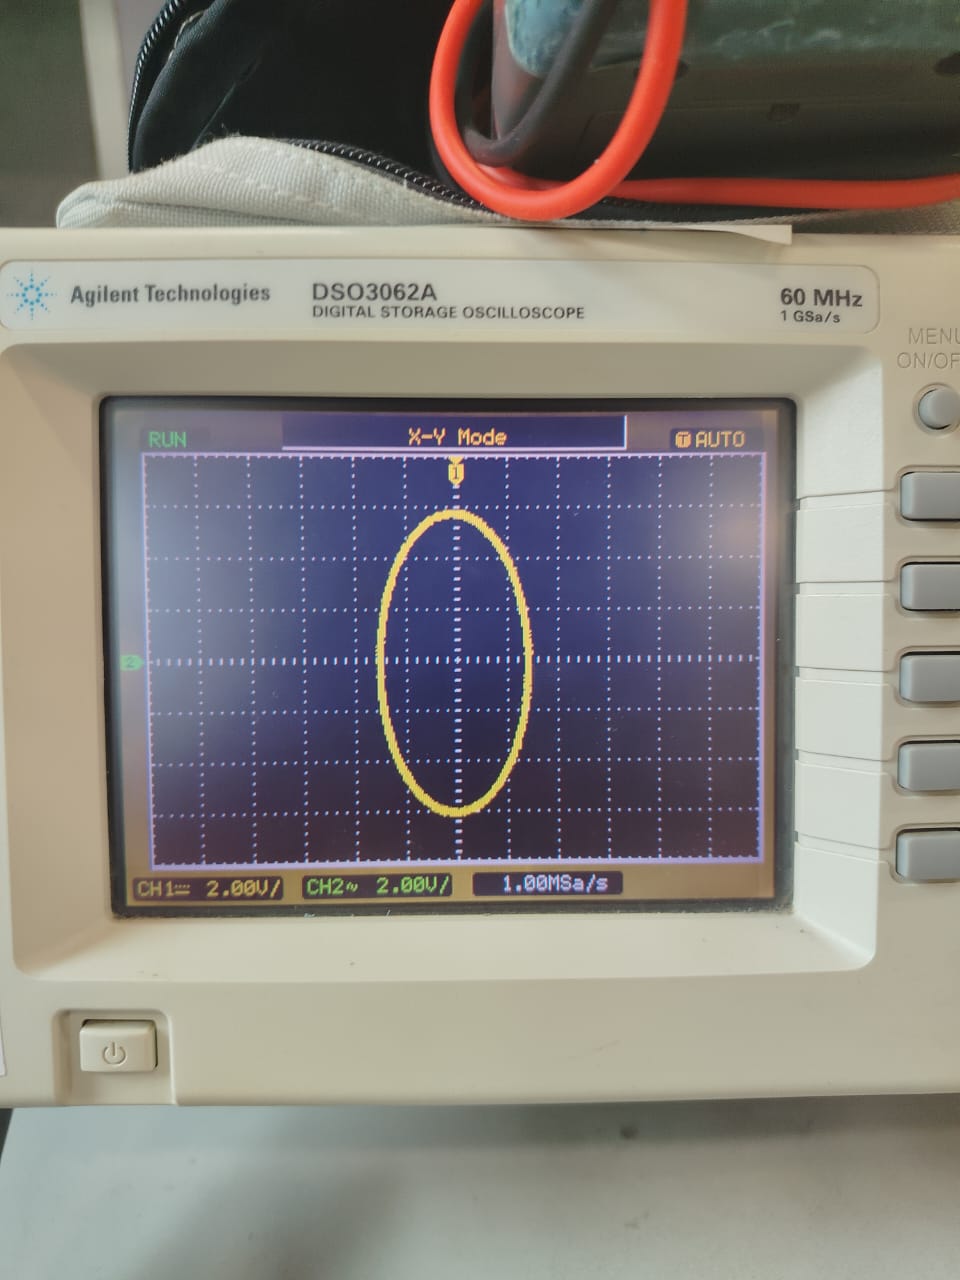 Agilent Technologies
DSO3062A
DIGITAL STORAGE OSCILLOSCOPE
60 MHz
1 GSa/s
MENU
ON/OF
RUN
X-Y Mode
T AUTO
1
2
CH1 2.00V/ CH2~ 2.00V/ 1.00MSa/s